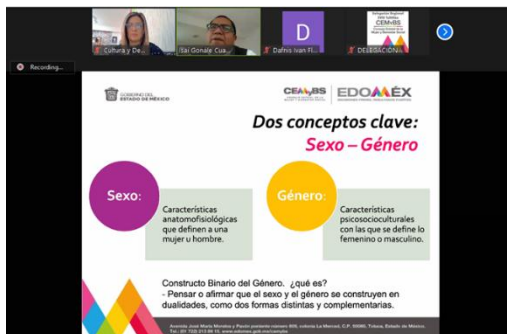 Delegación Regional
CEMyBS
Cultura y De...
Dafnis Ivan Fl...
D
DELEGACIÓN
Recording...
GOBIERNO DEL
ESTADO DE MÉXICO
CEMyBS
EDOMÉX
Dos conceptos clave:
Sexo – Género
Sexo:
Características
anatomofisiológicas
que definen a una
mujer u hombre.
Género:
Características
psicosocioculturales
con las que se define lo
femenino o masculino.
Constructo Binario del Género. ¿qué es?
- Pensar o afirmar que el sexo y el género se construyen en
dualidades, como dos formas distintas y complementarias.